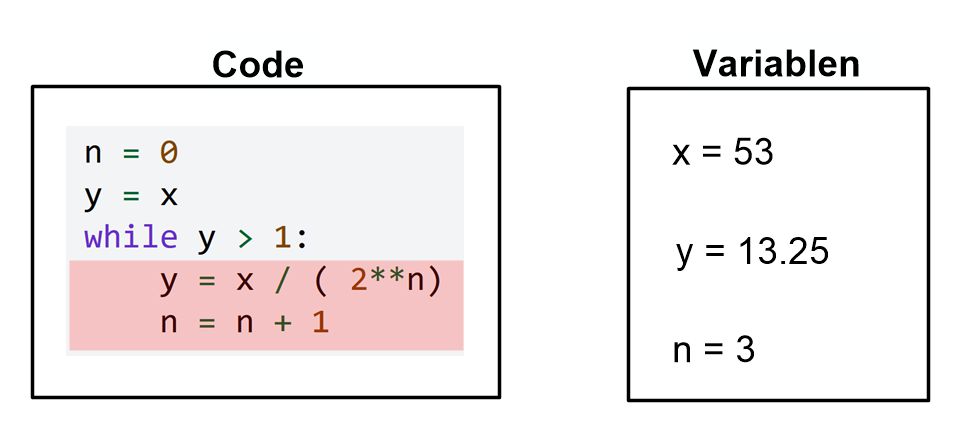 Code
n = 0
y = x
while y > 1:
    y = x / ( 2**n)
    n = n + 1
Variablen
x = 53
y = 13.25
n = 3